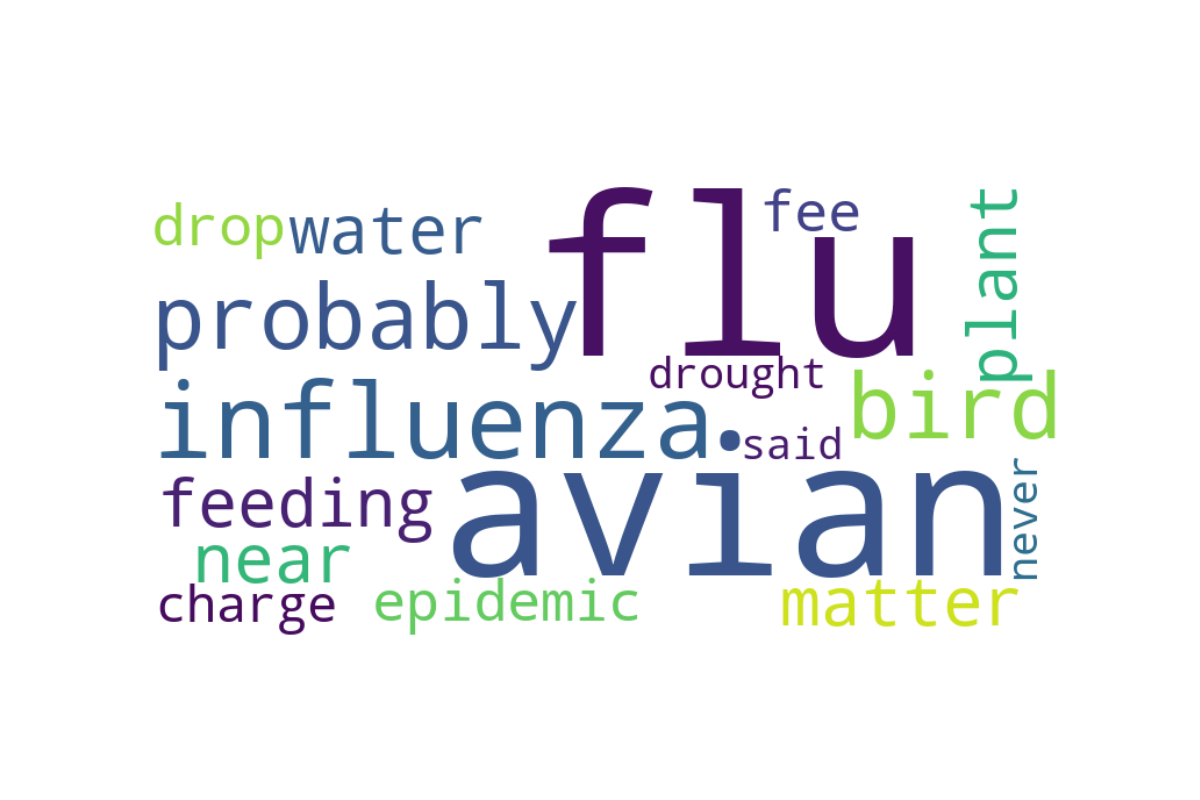 drop
water
flu
fee
plant
probably
drought
bird
influenza
said
feeding
avian
never
near
charge
epidemic
matter